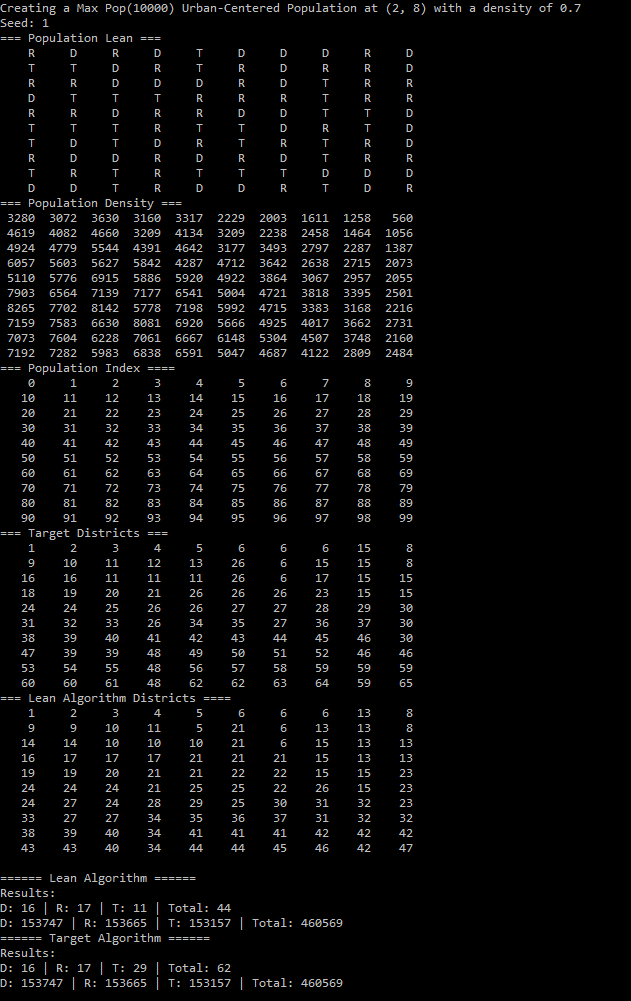 Creating a Max Pop(10000) Urban-Centered Population at (2, 8) with a density of 0.7
Seed: 1
=== Population Lean ===
R D R D T D D D R D
T T D R T R D R R D
R R D D D R D T R D
D T T T R R R T R R
R R D T R D D R R D
T T T R T T D R T D
T D T D R R R T T D
R D D R D D R T R R
T R T R T T T D D D
D D T R D D R T D R
=== Population Density ===
3280 3072 3630 3160 3317 2229 2003 1611 1258 560
4619 4082 4660 3209 4134 3209 2238 2458 1464 1056
4924 4779 5544 4391 4642 3177 3493 2797 2287 1387
6057 5603 5627 5842 4287 4712 3642 2638 2715 2073
5110 5776 6915 5886 5920 4922 3864 3067 2957 2055
7903 6564 7139 7177 6541 5004 4721 3818 3395 2501
8265 7702 8142 5778 7198 5992 4715 3383 3168 2216
7159 7583 6630 8081 6920 5666 4925 4017 3662 2731
7073 7604 6228 7061 6667 6148 5304 4507 3748 2160
7192 7282 5983 6838 6591 5047 4687 4122 2809 2484
=== Population Index ====
0 1 2 3 4 5 6 7 8 9
10 11 12 13 14 15 16 17 18 19
20 21 22 23 24 25 26 27 28 29
30 31 32 33 34 35 36 37 38 39
40 41 42 43 44 45 46 47 48 49
50 51 52 53 54 55 56 57 58 59
60 61 62 63 64 65 66 67 68 69
70 71 72 73 74 75 76 77 78 79
80 81 82 83 84 85 86 87 88 89
90 91 92 93 94 95 96 97 98 99
=== Target Districts ===
1 2 3 4 5 6 6 6 15 8
9 10 11 12 13 26 6 15 15 8
16 16 11 11 11 26 6 17 15 15
18 19 20 21 26 26 26 23 15 15
24 24 25 26 26 27 27 28 29 30
31 32 33 26 34 35 27 36 37 30
38 39 40 41 42 43 44 45 46 30
47 39 39 48 49 50 51 52 46 46
53 54 55 48 56 57 58 59 59 59
60 60 61 48 62 62 63 64 59 65
=== Lean Algorithm Districts ====
1 2 3 4 5 6 6 6 13 8
9 9 10 11 5 21 6 13 13 8
14 14 10 10 10 21 6 15 13 13
16 17 17 17 21 21 21 15 13 13
19 19 20 21 21 22 22 15 15 23
24 24 24 21 25 25 22 26 15 23
24 27 24 28 29 25 30 31 32 23
33 27 27 34 35 36 37 31 32 32
38 39 40 34 41 41 41 42 42 42
43 43 40 34 44 44 45 46 42 47
====== Lean Algorithm ======
Results:
D: 16 | R: 17 | T: 11 | Total: 44
D: 153747 | R: 153665 | T: 153157 | Total: 460569
====== Target Algorithm ======
Results:
D: 16 | R: 17 | T: 29 | Total: 62
D: 153747 | R: 153665 | T: 153157 | Total: 460569